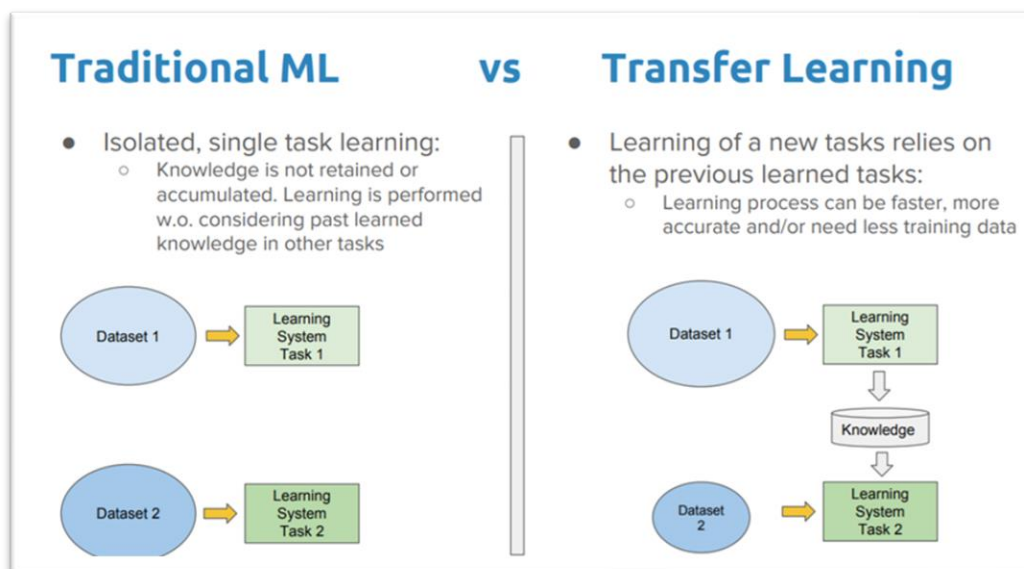 Traditional ML vs Transfer Learning
● Isolated, single task learning:
○ Knowledge is not retained or
accumulated. Learning is performed
w.o. considering past learned
knowledge in other tasks
Dataset 1
Learning
System
Task 1
Dataset 2
Learning
System
Task 2
● Learning of a new tasks relies on
the previous learned tasks:
○ Learning process can be faster, more
accurate and/or need less training data
Dataset 1
Learning
System
Task 1
Knowledge
Dataset
2
Learning
System
Task 2